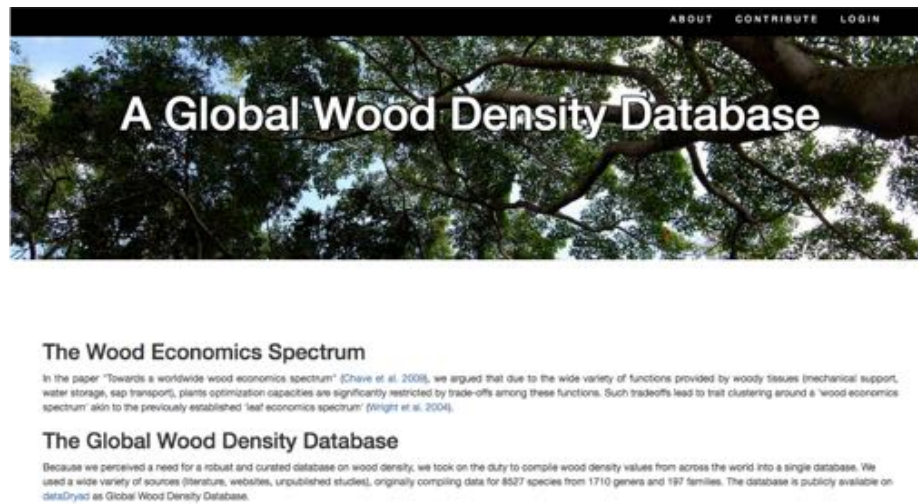 ABOUT CONTRIBUTE LOGIN
A Global Wood Density Database
The Wood Economics Spectrum
In the paper "Towards a worldwide wood economics spectrum" (Chave et al. 2009), we argued that due to the wide variety of functions provided by woody tissues (mechanical support,
water storage, sap transport), plants optimization capacities are significantly restricted by trade-offs among these functions. Such tradeoffs lead to trait clustering around a 'wood economics
spectrum' akin to the previously established 'leaf economics spectrum' (Wright et al. 2004).
The Global Wood Density Database
Because we perceived a need for a robust and curated database on wood density, we took on the duty to compile wood density values from across the world into a single database. We
used a wide variety of sources (literature, websites, unpublished studies), originally compiling data for 8527 species from 1710 genera and 197 families. The database is publicly available on
dataDryad as Global Wood Density Database.